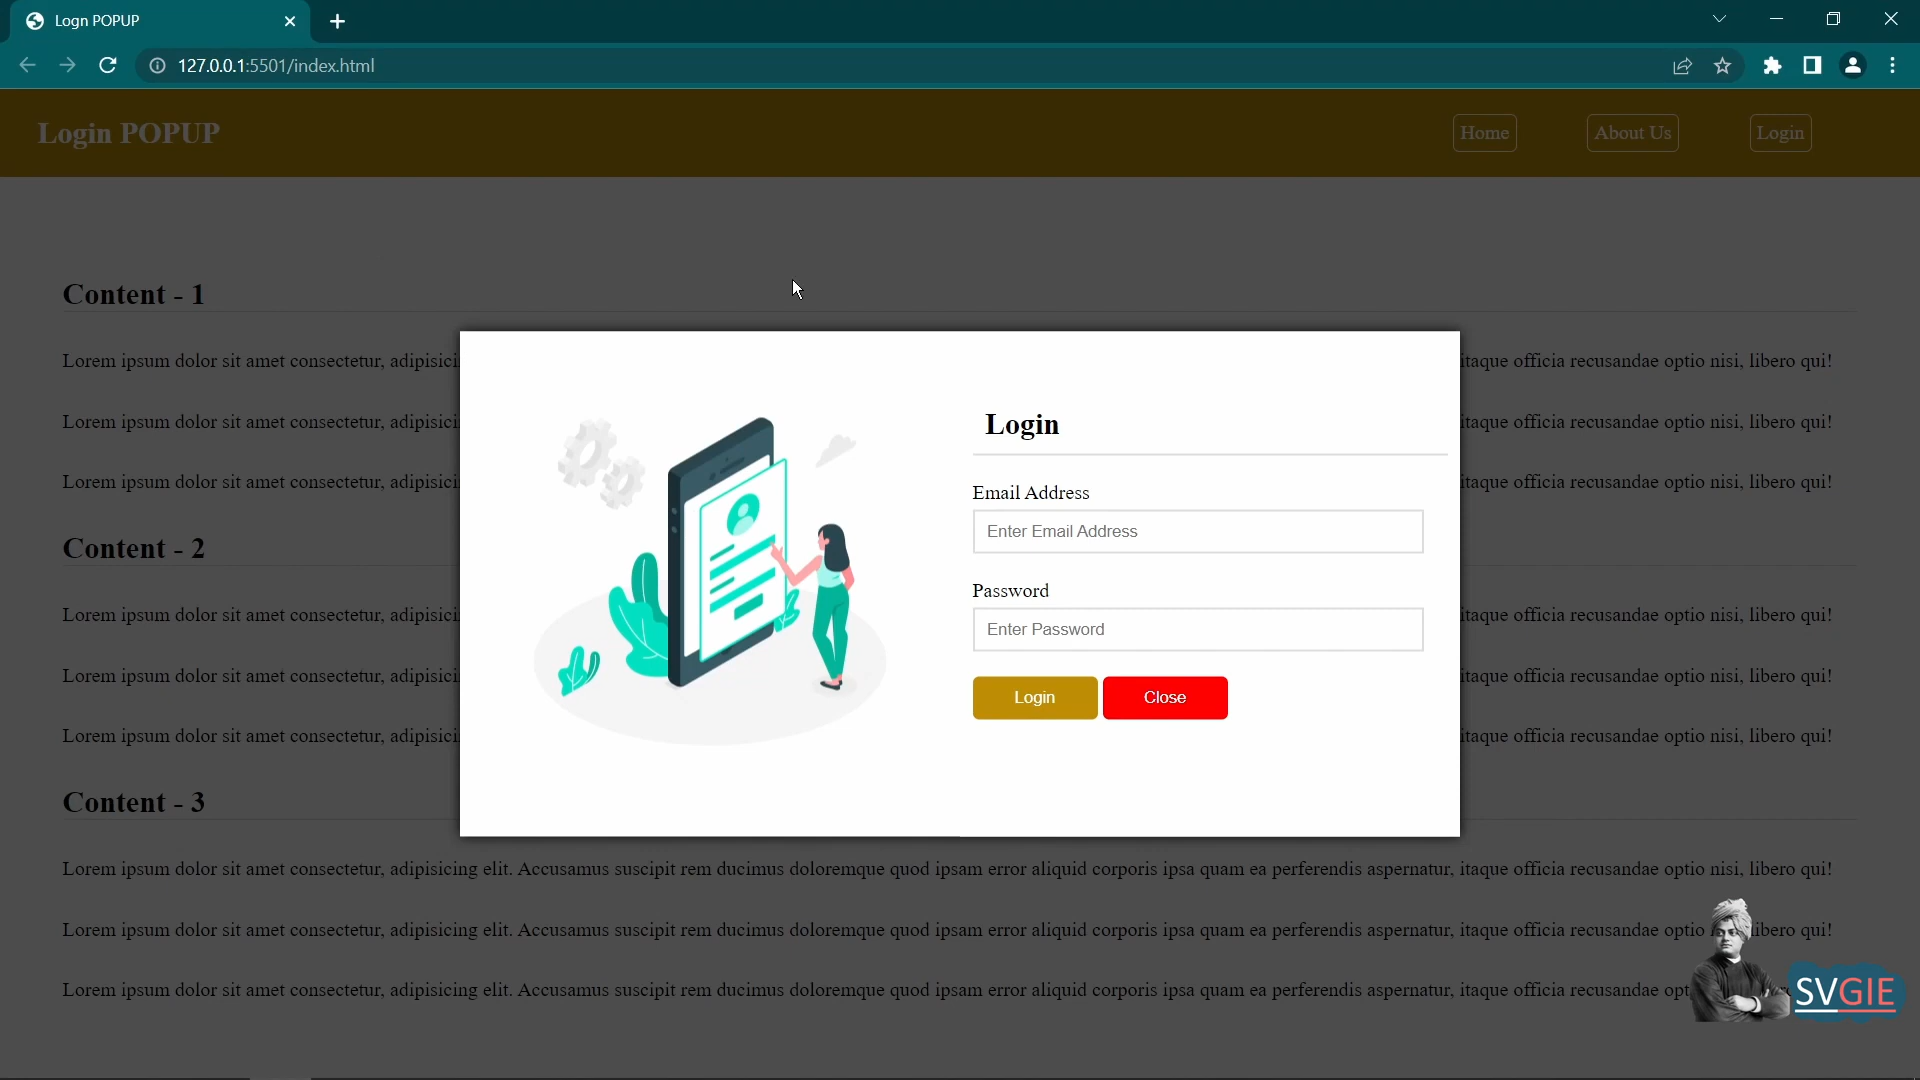 Logn POPUP
127.0.0.1:5501/index.html
Login POPUP
Home
About Us
Login
Content - 1
Lorem ipsum dolor sit amet consectetur, adipisici
itaque officia recusandae optio nisi, libero qui!
Lorem ipsum dolor sit amet consectetur, adipisici
itaque officia recusandae optio nisi, libero qui!
Lorem ipsum dolor sit amet consectetur, adipisici
itaque officia recusandae optio nisi, libero qui!
Content - 2
Lorem ipsum dolor sit amet consectetur, adipisici
itaque officia recusandae optio nisi, libero qui!
Lorem ipsum dolor sit amet consectetur, adipisici
itaque officia recusandae optio nisi, libero qui!
Lorem ipsum dolor sit amet consectetur, adipisici
itaque officia recusandae optio nisi, libero qui!
Login
Email Address
Enter Email Address
Password
Enter Password
Login
Close
Content - 3
Lorem ipsum dolor sit amet consectetur, adipisicing elit. Accusamus suscipit rem ducimus doloremque quod ipsam error aliquid corporis ipsa quam ea perferendis aspernatur, itaque officia recusandae optio nisi, libero qui!
Lorem ipsum dolor sit amet consectetur, adipisicing elit. Accusamus suscipit rem ducimus doloremque quod ipsam error aliquid corporis ipsa quam ea perferendis aspernatur, itaque officia recusandae optio ibero qui!
Lorem ipsum dolor sit amet consectetur, adipisicing elit. Accusamus suscipit rem ducimus doloremque quod ipsam error aliquid corporis ipsa quam ea perferendis aspernatur, itaque officia recusandae opt
SVGIE